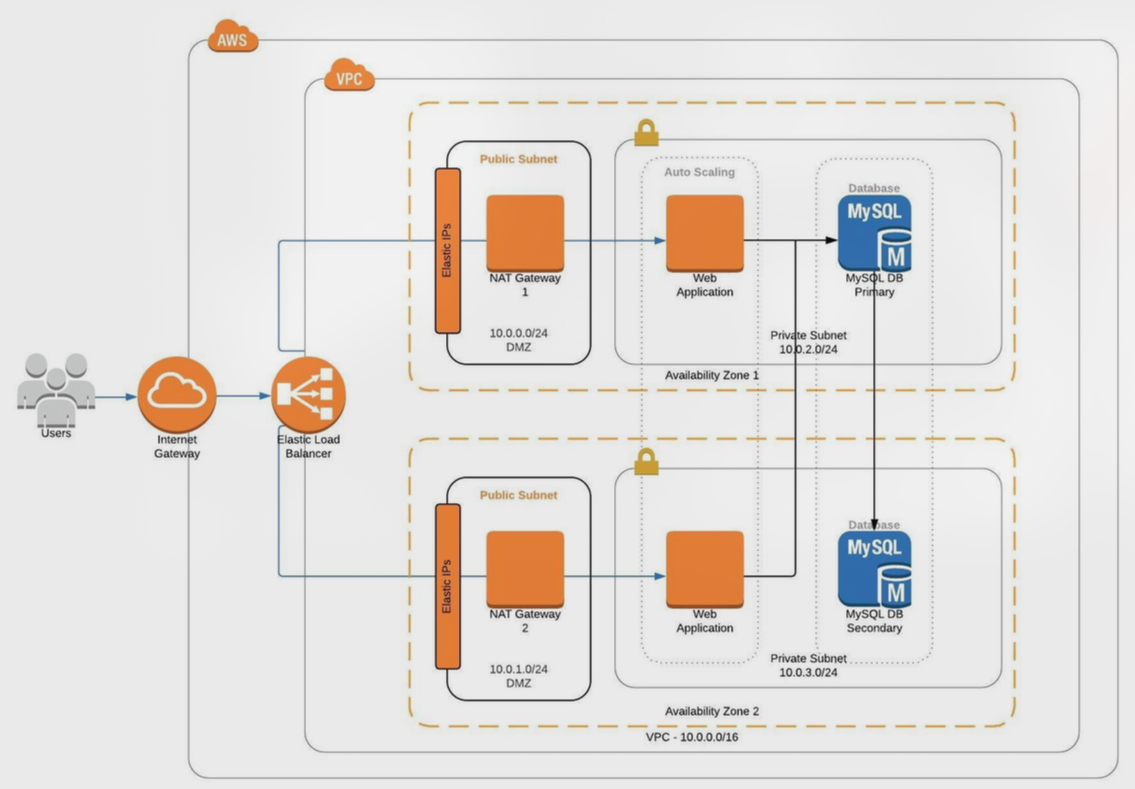 AWS
VPC
Public Subnet
Elastic IPs
NAT Gateway
1
10.0.0.0/24
DMZ
Auto Scaling
Web
Application
Database
MySQL
M
MySQL DB
Primary
Private Subnet
10.0.2.0/24
Availability Zone 1
Users
Internet
Gateway
Elastic Load
Balancer
Public Subnet
Elastic IPs
NAT Gateway
2
10.0.1.0/24
DMZ
Web
Application
Database
MySQL
M
MySQL DB
Secondary
Private Subnet
10.0.3.0/24
Availability Zone 2
VPC - 10.0.0.0/16